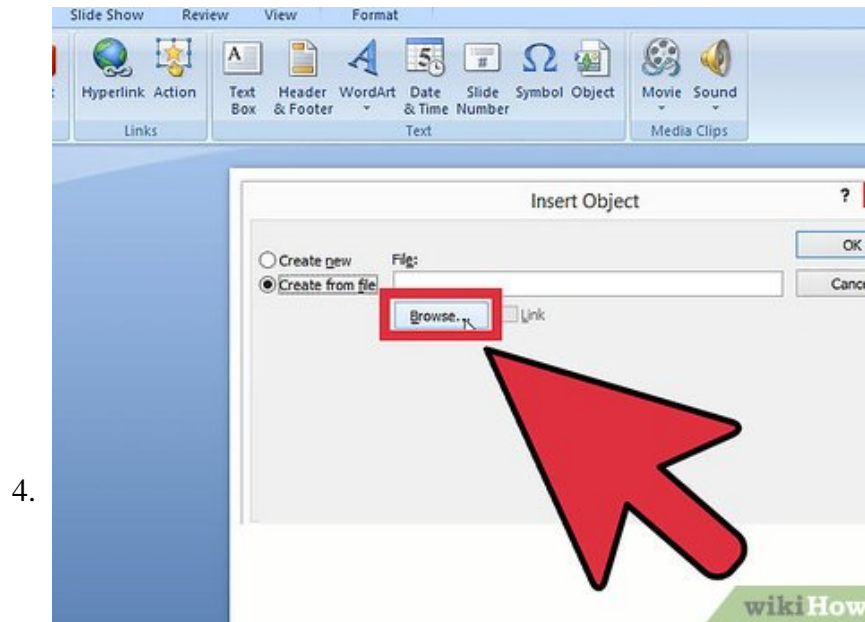 Slide Show Review View Format
Hyperlink Action Text Box Header & Footer WordArt Date & Time Slide Number Symbol Object Movie Sound
Links Text Media Clips
Insert Object ?
OK
Create new File:
Create from file
Browse... Link
4.
wikiHow